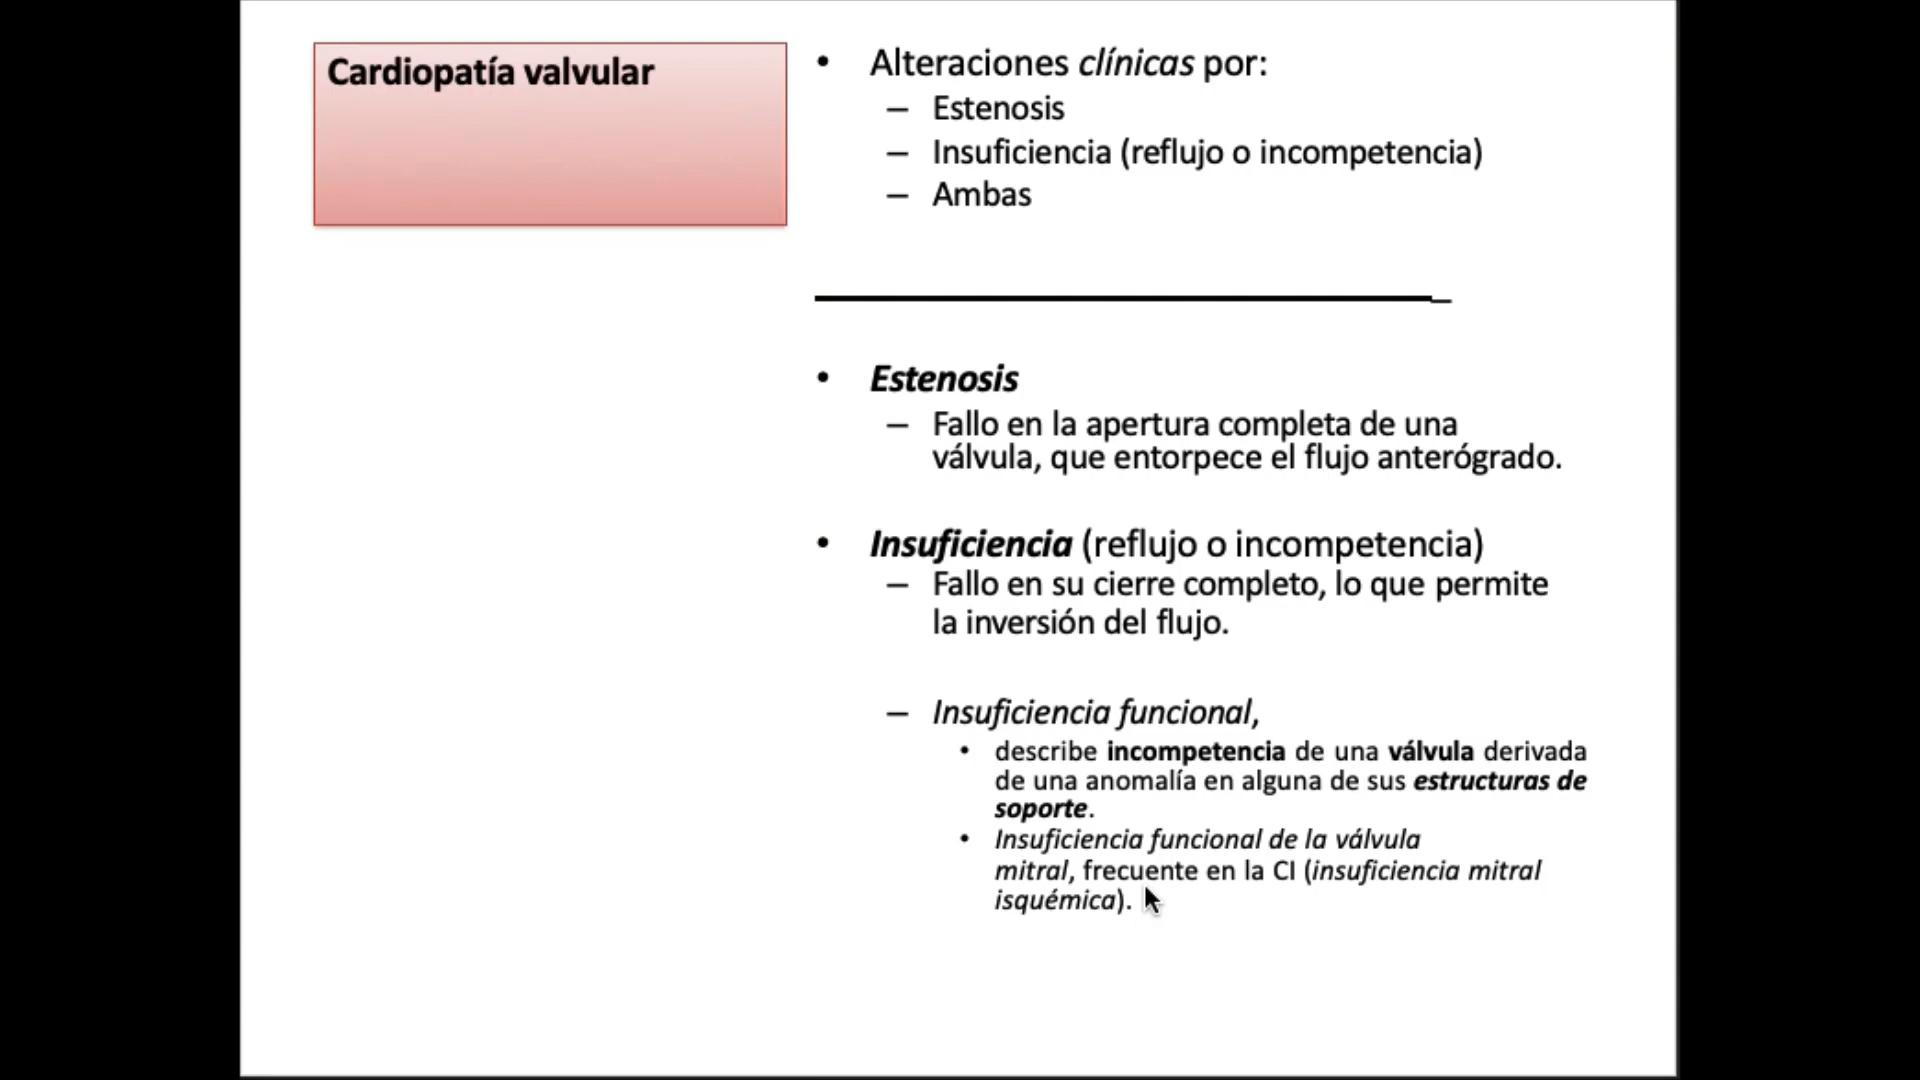 Cardiopatía valvular
• Alteraciones clínicas por:
– Estenosis
– Insuficiencia (reflujo o incompetencia)
– Ambas
• Estenosis
– Fallo en la apertura completa de una
válvula, que entorpece el flujo anterógrado.
• Insuficiencia (reflujo o incompetencia)
– Fallo en su cierre completo, lo que permite
la inversión del flujo.
– Insuficiencia funcional,
• describe incompetencia de una válvula derivada
de una anomalía en alguna de sus estructuras de
soporte.
• Insuficiencia funcional de la válvula
mitral, frecuente en la CI (insuficiencia mitral
isquémica).